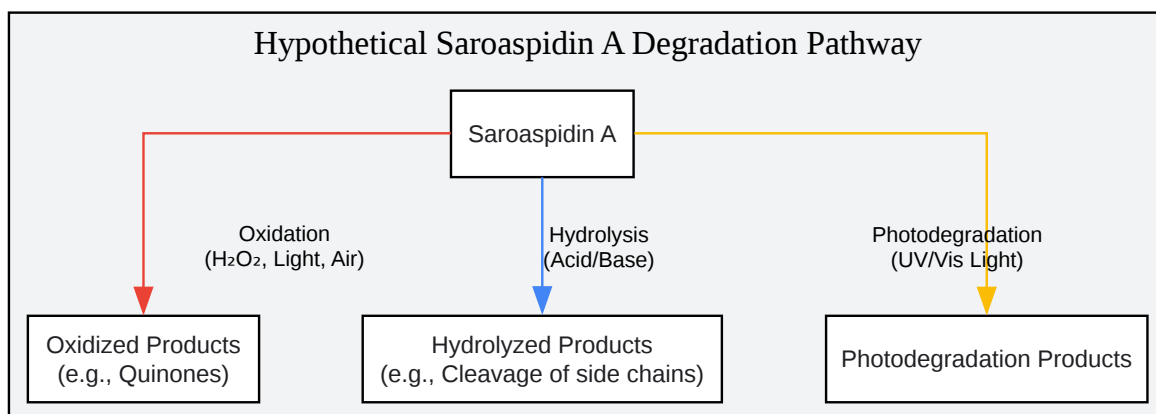 Hypothetical Saroaspidin A Degradation Pathway
Saroaspidin A
Oxidation
(H₂O₂, Light, Air)
Hydrolysis
(Acid/Base)
Photodegradation
(UV/Vis Light)
Oxidized Products
(e.g., Quinones)
Hydrolyzed Products
(e.g., Cleavage of side chains)
Photodegradation Products